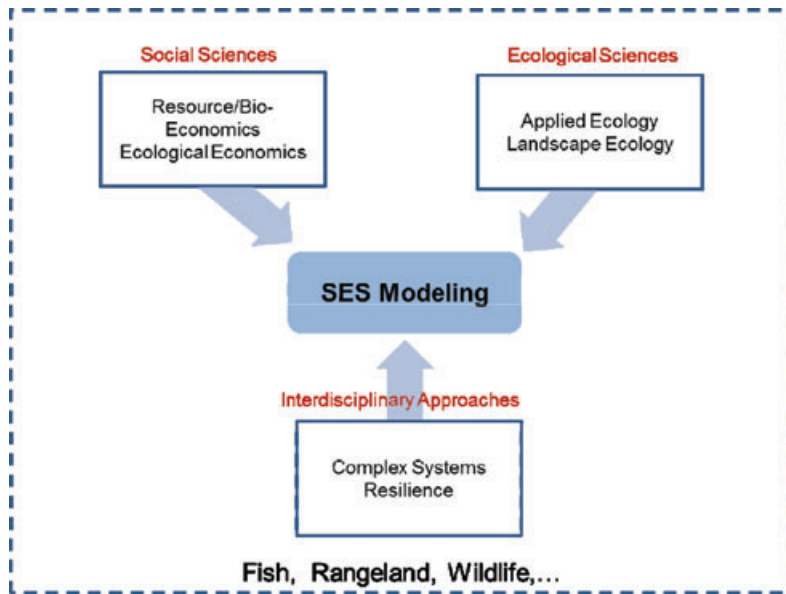 Social Sciences
Resource/Bio-
Economics
Ecological Economics
Ecological Sciences
Applied Ecology
Landscape Ecology
SES Modeling
Interdisciplinary Approaches
Complex Systems
Resilience
Fish, Rangeland, Wildlife,...